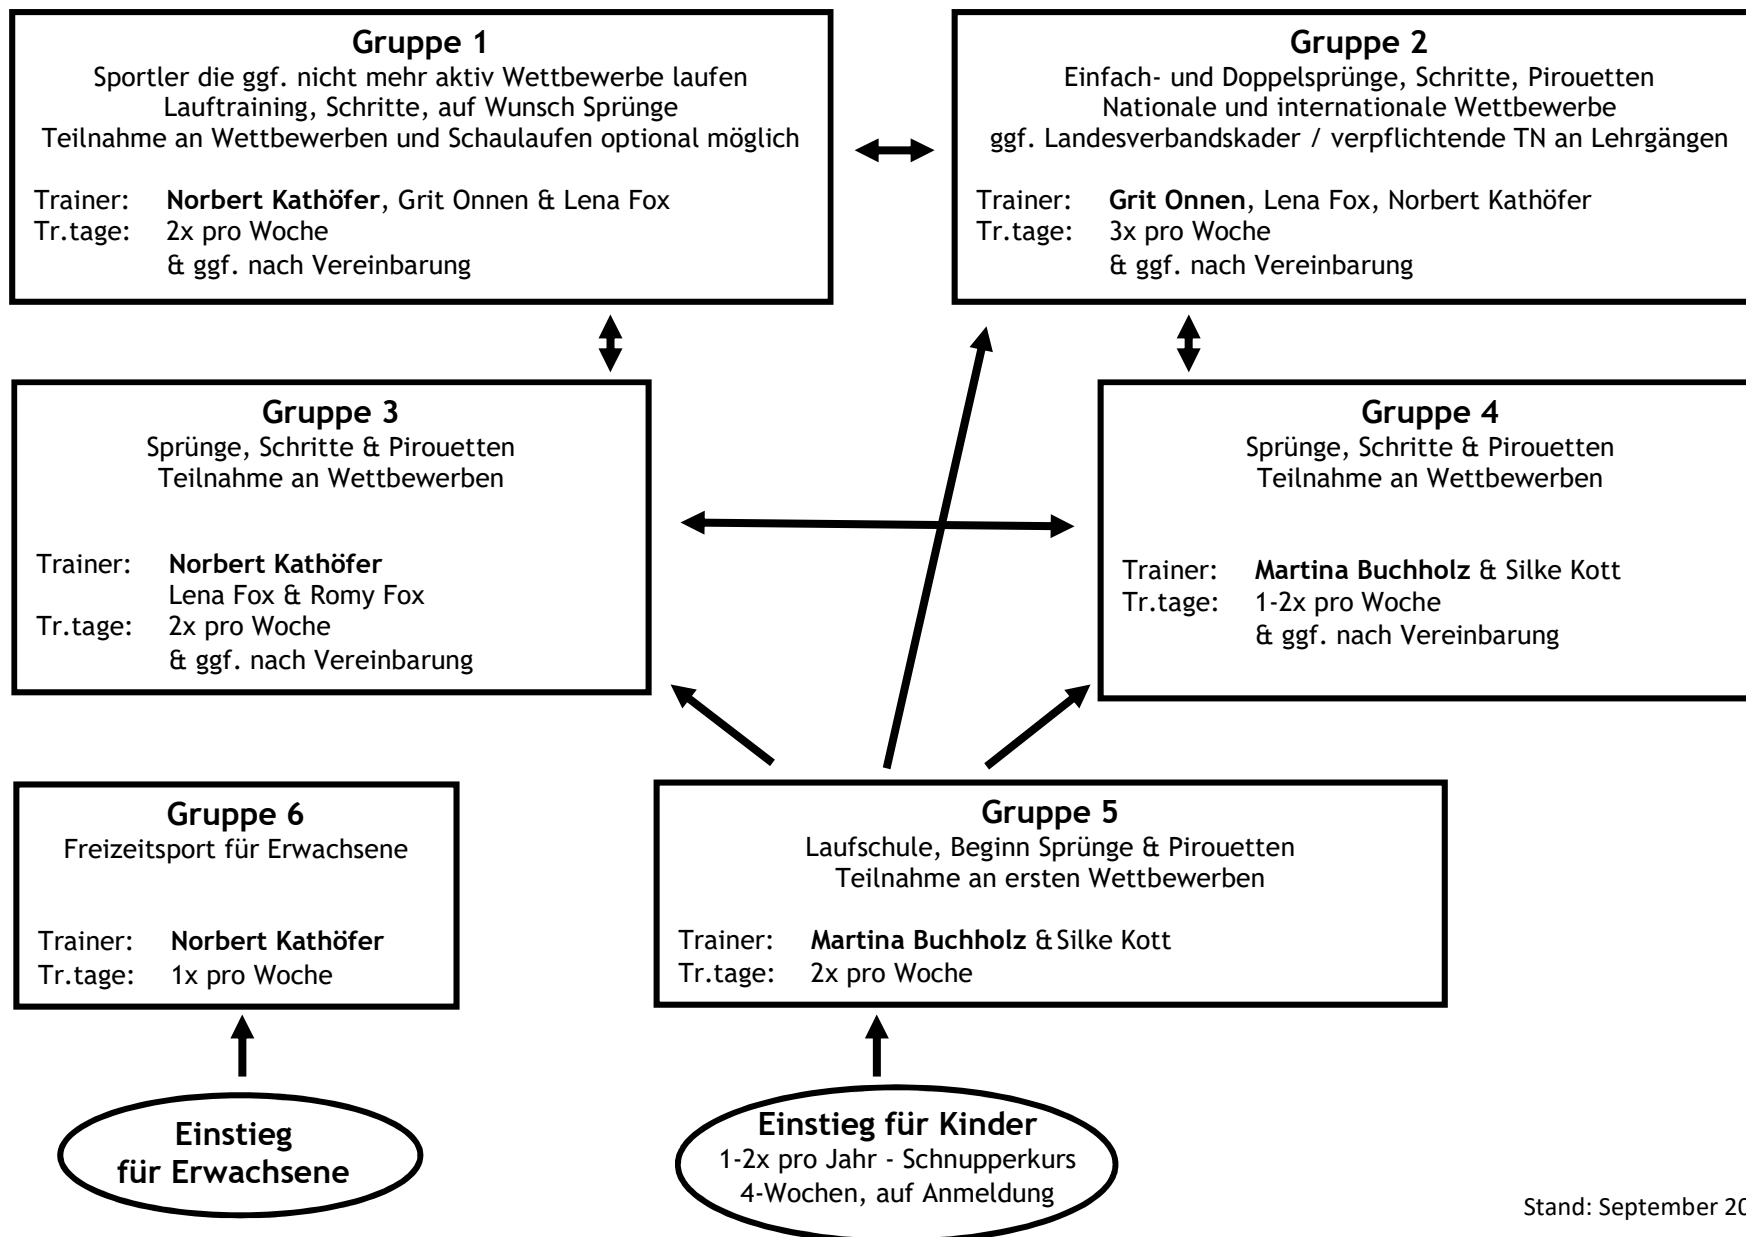 Gruppe 1
Sportler die ggf. nicht mehr aktiv Wettbewerbe laufen
Lauftraining, Schritte, auf Wunsch Sprünge
Teilnahme an Wettbewerben und Schaulaufen optional möglich
Trainer: Norbert Kathöfer, Grit Onnen & Lena Fox
Tr.tage: 2x pro Woche
& ggf. nach Vereinbarung
Gruppe 2
Einfach- und Doppelsprünge, Schritte, Pirouetten
Nationale und internationale Wettbewerbe
ggf. Landesverbandskader / verpflichtende TN an Lehrgängen
Trainer: Grit Onnen, Lena Fox, Norbert Kathöfer
Tr.tage: 3x pro Woche
& ggf. nach Vereinbarung
Gruppe 3
Sprünge, Schritte & Pirouetten
Teilnahme an Wettbewerben
Trainer: Norbert Kathöfer
Lena Fox & Romy Fox
Tr.tage: 2x pro Woche
& ggf. nach Vereinbarung
Gruppe 4
Sprünge, Schritte & Pirouetten
Teilnahme an Wettbewerben
Trainer: Martina Buchholz & Silke Kott
Tr.tage: 1-2x pro Woche
& ggf. nach Vereinbarung
Gruppe 6
Freizeitsport für Erwachsene
Trainer: Norbert Kathöfer
Tr.tage: 1x pro Woche
Gruppe 5
Laufschule, Beginn Sprünge & Pirouetten
Teilnahme an ersten Wettbewerben
Trainer: Martina Buchholz & Silke Kott
Tr.tage: 2x pro Woche
Einstieg
für Erwachsene
Einstieg für Kinder
1-2x pro Jahr - Schnupperkurs
4-Wochen, auf Anmeldung
Stand: September 20